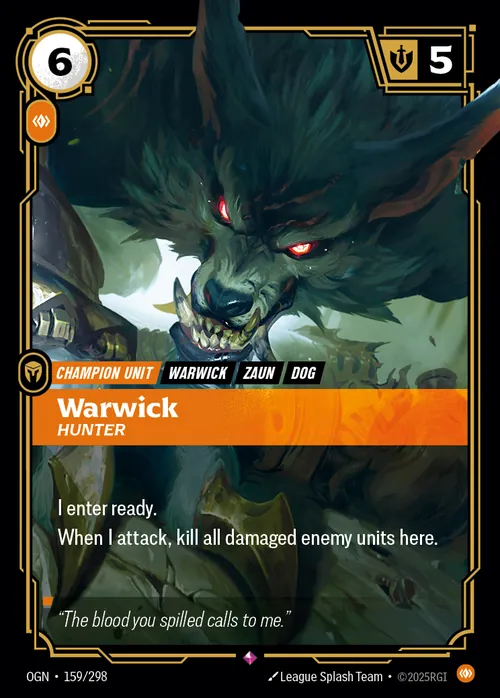 6
5
CHAMPION UNIT WARWICK ZAUN DOG
Warwick
HUNTER
I enter ready.
When I attack, kill all damaged enemy units here.
“The blood you spilled calls to me.”
OGN • 159/298 League Splash Team • ©2025RGI